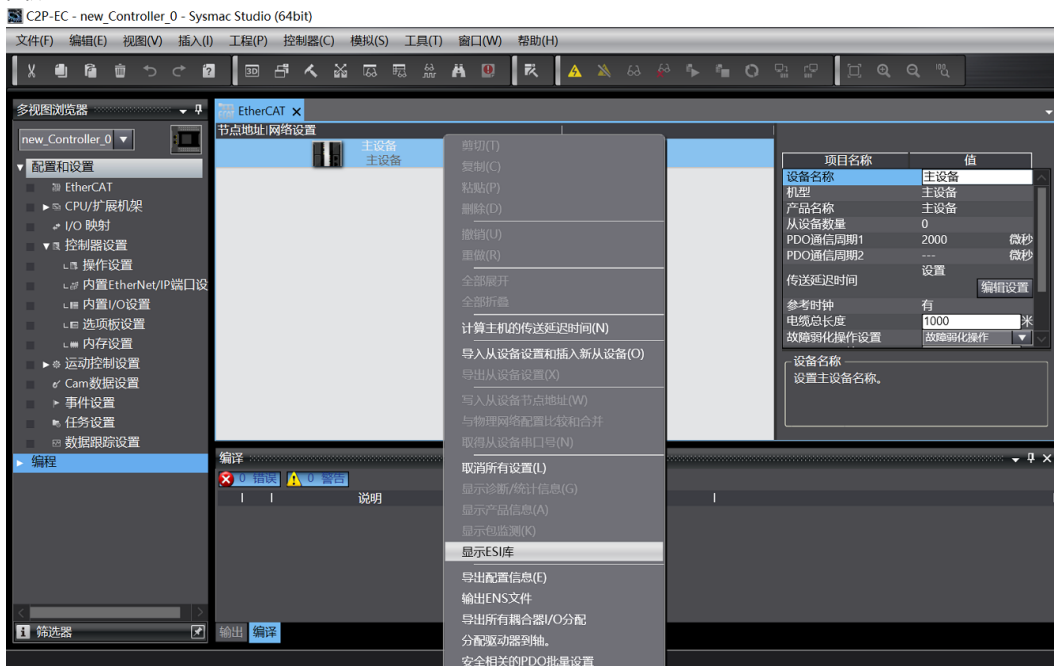 C2P-EC - new_Controller_0 - Sysmac Studio (64bit)
文件(F) 编辑(E) 视图(V) 插入(I) 工程(P) 控制器(C) 模拟(S) 工具(T) 窗口(W) 帮助(H)
多视图浏览器
new_Controller_0
配置和设置
EtherCAT
CPU/扩展机架
I/O 映射
控制器设置
操作设置
内置EtherNet/IP端口设
内置I/O设置
选项板设置
内存设置
运动控制设置
Cam数据设置
事件设置
任务设置
数据跟踪设置
编程
筛选器
EtherCAT
节点地址|网络设置
主设备
主设备
剪切(T)
复制(C)
粘贴(P)
删除(D)
撤销(U)
重做(R)
全部展开
全部折叠
计算主机的传送延迟时间(N)
导入从设备设置和插入新从设备(O)
导出从设备设置(X)
写入从设备节点地址(W)
与物理网络配置比较和合并
取得从设备串口号(N)
取消所有设置(L)
显示诊断/统计信息(G)
显示产品信息(A)
显示包监测(K)
显示ESI库
导出配置信息(E)
输出ENS文件
导出所有耦合器I/O分配
分配驱动器到轴。
安全相关的PDO批量设置
项目名称 值
设备名称 主设备
机型 主设备
产品名称 主设备
从设备数量 0
PDO通信周期1 2000 微秒
PDO通信周期2 --- 微秒
传送延迟时间 设置
编辑设置
参考时钟 有
电缆总长度 1000 米
故障弱化操作设置 故障弱化操作
设备名称
设置主设备名称。
编译
0 错误 0 警告
说明
输出 编译